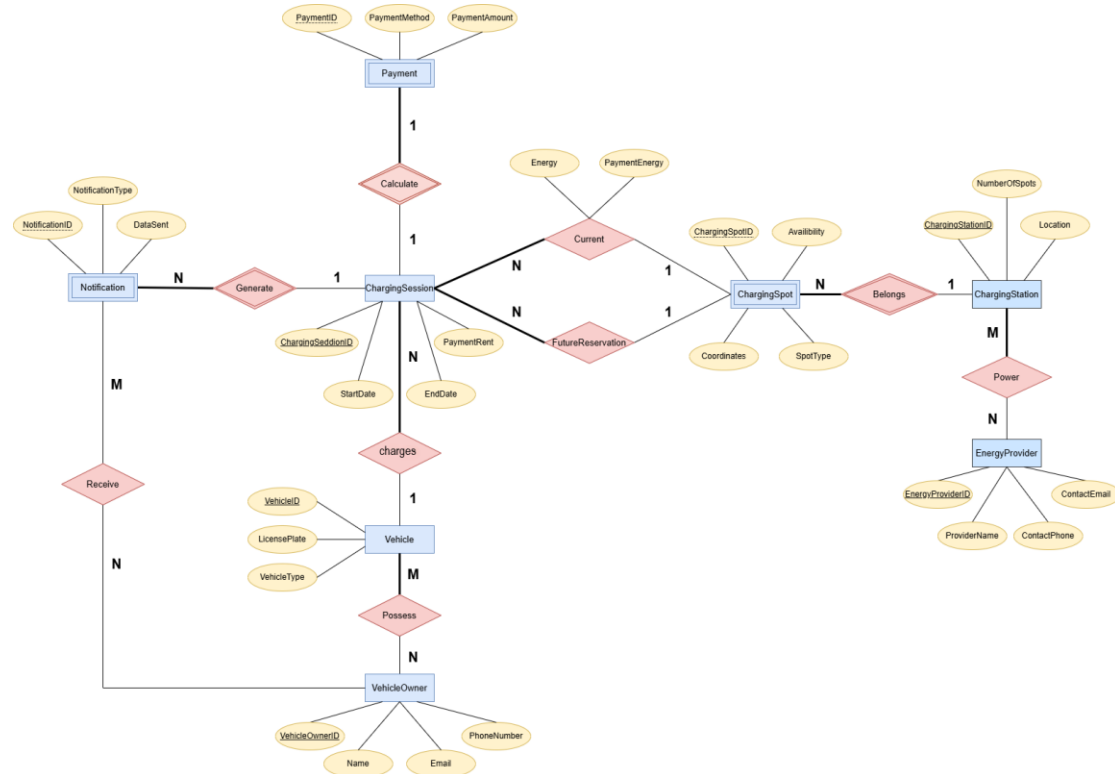 PaymentID
PaymentMethod
PaymentAmount
Payment
1
Calculate
1
NotificationType
NotificationID
DataSent
Notification
N
Generate
1
ChargingSession
ChargingSeddionID
StartDate
EndDate
PaymentRent
Energy
PaymentEnergy
Current
N
1
N
1
FutureReservation
ChargingSpotID
Availibility
ChargingSpot
Coordinates
SpotType
N
Belongs
1
NumberOfSpots
ChargingStationID
Location
ChargingStation
M
Power
N
EnergyProvider
EnergyProviderID
ContactEmail
ProviderName
ContactPhone
N
charges
1
VehicleID
LicensePlate
VehicleType
Vehicle
M
Possess
N
M
Receive
N
VehicleOwner
VehicleOwnerID
Name
Email
PhoneNumber